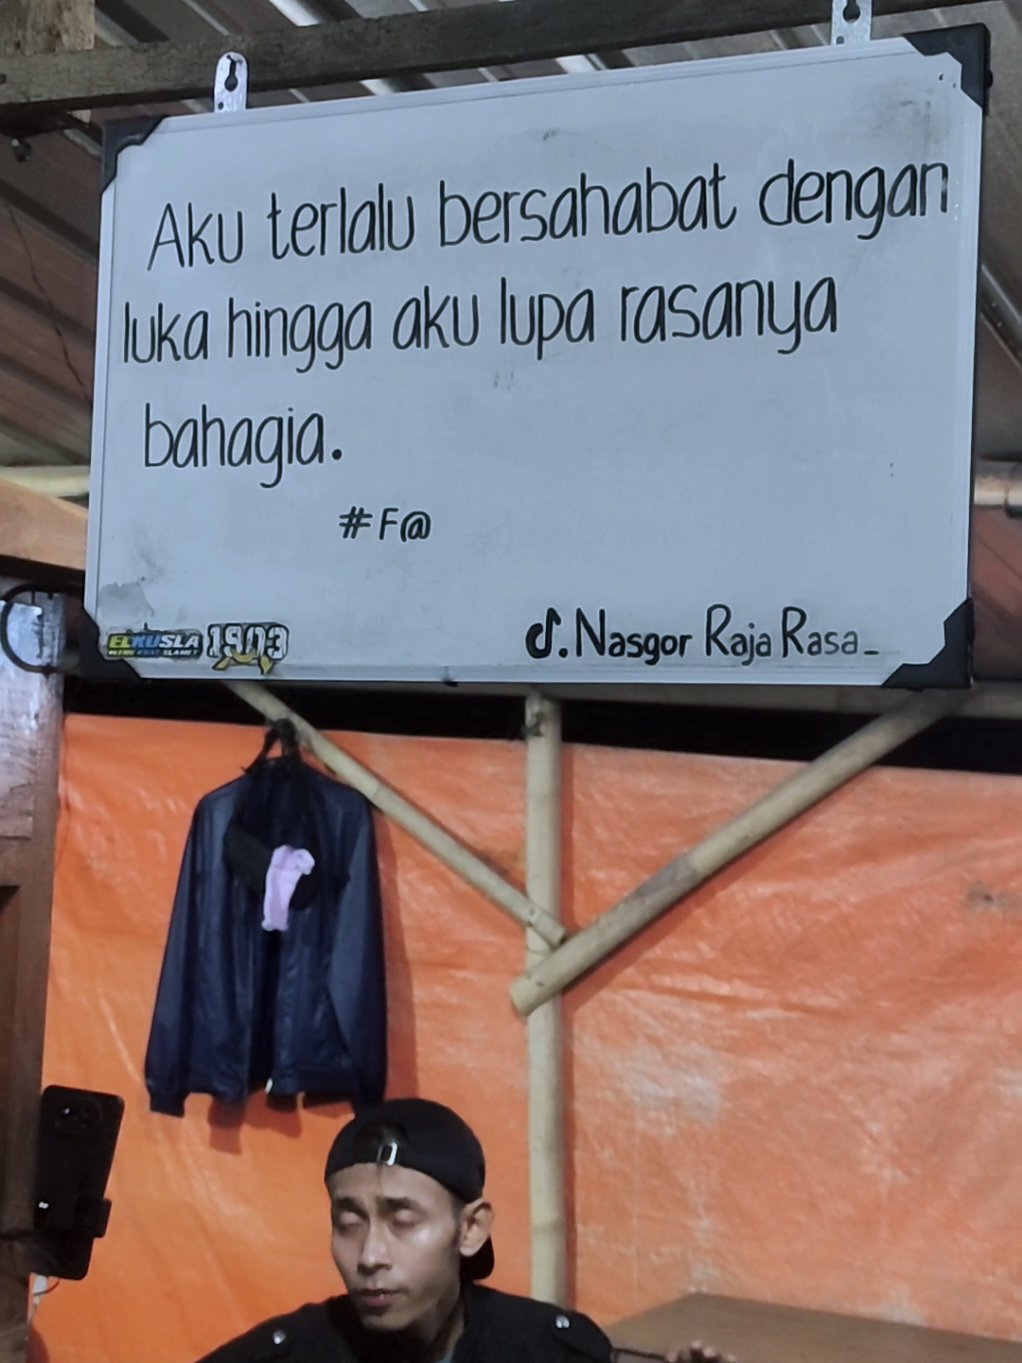 Aku terlalu bersahabat dengan
luka hingga aku lupa rasanya
bahagia.
#F@
ELKUSLA 1903
Nasgor Raja Rasa_